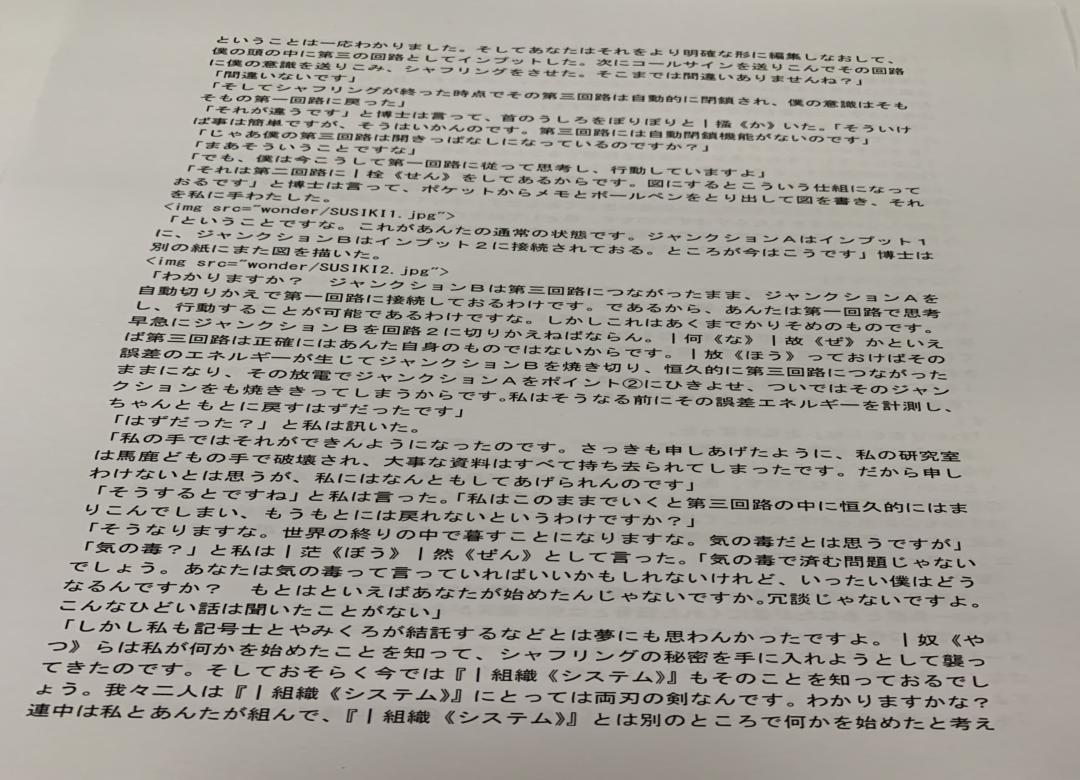 ということは一応わかりました。そしてあなたはそれをより明確な形に編集しなおして、
僕の頭の中に第三の回路としてインプットした。次にコールサインを送りこんでその回路
に僕の意識を送りこみ、シャフリングをさせた。そこまでは間違いありませんね？」
「間違いないです」
「そしてシャフリングが終った時点でその第三回路は自動的に閉鎖され、僕の意識はそも
そもの第一回路に戻った」
「それが違うです」と博士は言って、首のうしろをぽりぽりと｜掻《か》いた。「そういけ
ば事は簡単ですが、そうはいかんのです。第三回路には自動閉鎖機能がないのです」
「じゃあ僕の第三回路は開きっぱなしになっているのですか？」
「まあそういうことですな」
「でも、僕は今こうして第一回路に従って思考し、行動していますよ」
「それは第二回路に｜栓《せん》をしてあるからです。図にするとこういう仕組になって
おるです」と博士は言って、ポケットからメモとボールペンをとり出して図を書き、それ
を私に手わたした。
<img src="wonder/SUSIKI1.jpg">
「ということですな。これがあんたの通常の状態です。ジャンクションAはインプット１
に、ジャンクションBはインプット２に接続されておる。ところが今はこうです」博士は
別の紙にまた図を描いた。
<img src="wonder/SUSIKI2.jpg">
「わかりますか？　ジャンクションBは第三回路につながったまま、ジャンクションAを
自動切りかえで第一回路に接続しておるわけです。であるから、あんたは第一回路で思考
し、行動することが可能であるわけですな。しかしこれはあくまでかりそめのものです。
早急にジャンクションBを回路２に切りかえねばならん。｜何《な》｜故《ぜ》かといえ
ば第三回路は正確にはあんた自身のものではないからです。｜放《ほう》っておけばその
誤差のエネルギーが生じてジャンクションBを焼き切り、恒久的に第三回路につながった
ままになり、その放電でジャンクションAをポイント②にひきよせ、ついではそのジャン
クションをも焼ききってしまうからです。私はそうなる前にその誤差エネルギーを計測し、
ちゃんともとに戻すはずだったです」
「はずだった？」と私は訊いた。
「私の手ではそれができんようになったのです。さっきも申しあげたように、私の研究室
は馬鹿どもの手で破壊され、大事な資料はすべて持ち去られてしまったです。だから申し
わけないとは思うが、私にはなんともしてあげられんのです」
「そうするとですね」と私は言った。「私はこのままでいくと第三回路の中に恒久的にはま
りこんでしまい、もうもとには戻れないというわけですか？」
「そうなりますな。世界の終りの中で暮すことになりますな。気の毒だとは思うですが」
「気の毒？」と私は｜茫《ぼう》｜然《ぜん》として言った。「気の毒で済む問題じゃない
でしょう。あなたは気の毒って言っていればいいかもしれないけれど、いったい僕はどう
なるんですか？　もとはといえばあなたが始めたんじゃないですか。冗談じゃないですよ。
こんなひどい話は聞いたことがない」
「しかし私も記号士とやみくろが結託するなどとは夢にも思わんかったですよ。｜奴《や
つ》らは私が何かを始めたことを知って、シャフリングの秘密を手に入れようとして襲っ
てきたのです。そしておそらく今では『｜組織《システム》』もそのことを知っておるでし
ょう。我々二人は『｜組織《システム》』にとっては両刃の剣なんです。わかりますかな？
連中は私とあんたが組んで、『｜組織《システム》』とは別のところで何かを始めたと考え